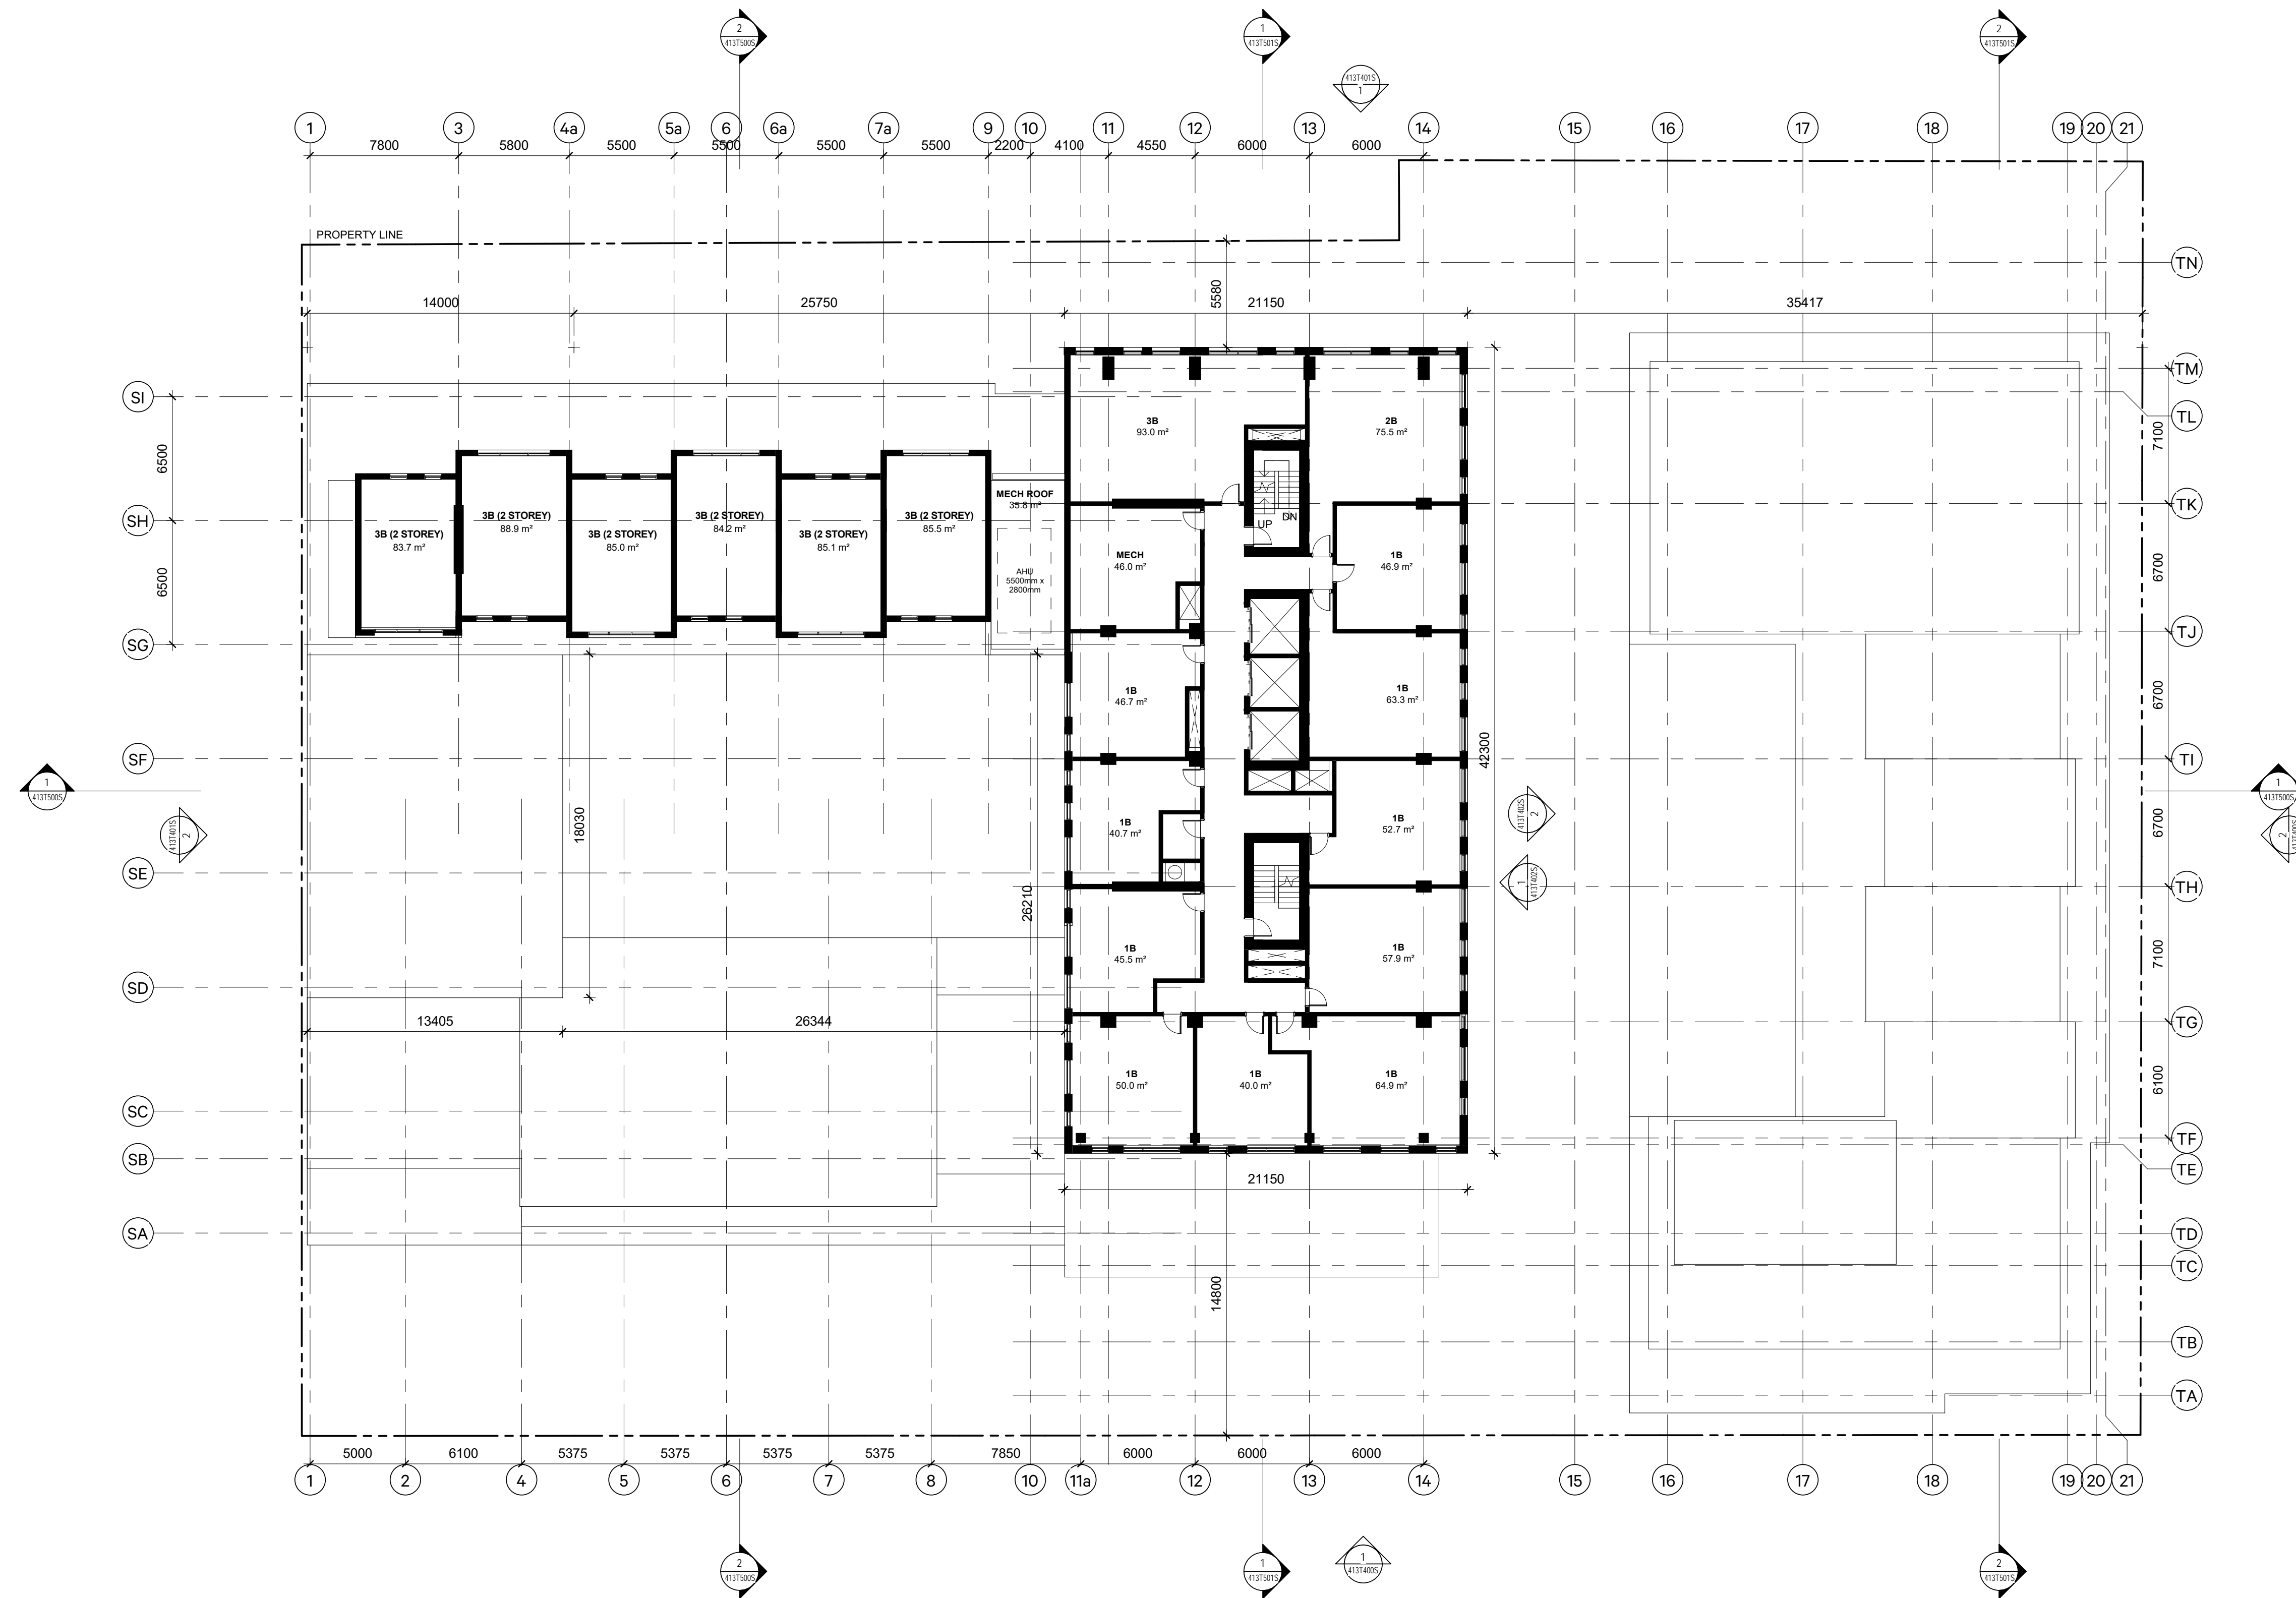 2
413T500S
1
413T501S
2
413T501S
413T401S
1
1
3
4a
5a
6
6a
7a
9
10
11
12
13
14
15
16
17
18
19
20
21
7800
5800
5500
5500
5500
5500
2200
4100
4550
6000
6000
PROPERTY LINE
TN
5580
14000
25750
21150
35417
TM
SI
TL
7100
3B
93.0 m²
2B
75.5 m²
6500
MECH ROOF
35.8 m²
TK
SH
3B (2 STOREY)
83.7 m²
3B (2 STOREY)
88.9 m²
3B (2 STOREY)
85.0 m²
3B (2 STOREY)
84.2 m²
3B (2 STOREY)
85.1 m²
3B (2 STOREY)
85.5 m²
UP
DN
MECH
46.0 m²
1B
46.9 m²
6700
AHU
5500mm x
2800mm
6500
SG
TJ
1B
46.7 m²
1B
63.3 m²
6700
42300
SF
TI
1
413T500S
1
413T500S
413T401S
2
18030
1B
40.7 m²
1B
52.7 m²
413T402S
2
6700
2
413T400S
SE
1
413T402S
TH
26210
1B
45.5 m²
1B
57.9 m²
7100
SD
13405
26344
TG
1B
50.0 m²
1B
40.0 m²
1B
64.9 m²
6100
SC
TF
SB
TE
21150
SA
TD
TC
14800
TB
TA
5000
6100
5375
5375
5375
5375
7850
6000
6000
6000
1
2
4
5
6
7
8
10
11a
12
13
14
15
16
17
18
19
20
21
2
413T500S
1
413T501S
1
413T400S
2
413T501S